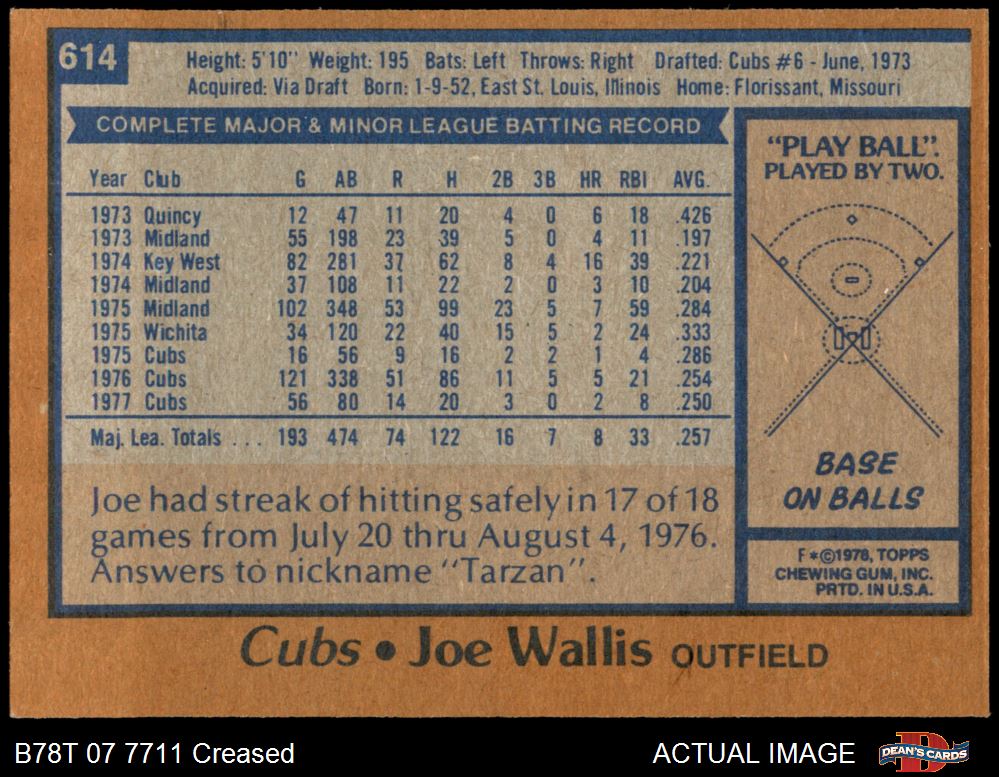 614
Height: 5'10" Weight: 195 Bats: Left Throws: Right Drafted: Cubs #6 - June, 1973
Acquired: Via Draft Born: 1-9-52, East St. Louis, Illinois Home: Florissant, Missouri
COMPLETE MAJOR & MINOR LEAGUE BATTING RECORD
Year Club G AB R H 2B 3B HR RBI AVG.
1973 Quincy 12 47 11 20 4 0 6 18 .426
1973 Midland 55 198 23 39 5 0 4 11 .197
1974 Key West 82 281 37 62 8 4 16 39 .221
1974 Midland 37 108 11 22 2 0 3 10 .204
1975 Midland 102 348 53 99 23 5 7 59 .284
1975 Wichita 34 120 22 40 15 5 2 24 .333
1975 Cubs 16 56 9 16 2 2 1 4 .286
1976 Cubs 121 338 51 86 11 5 5 21 .254
1977 Cubs 56 80 14 20 3 0 2 8 .250
Maj. Lea. Totals ... 193 474 74 122 16 7 8 33 .257
Joe had streak of hitting safely in 17 of 18
games from July 20 thru August 4, 1976.
Answers to nickname "Tarzan".
"PLAY BALL".
PLAYED BY TWO.
BASE
ON BALLS
F*©1978, TOPPS
CHEWING GUM, INC.
PRTD. IN U.S.A.
Cubs • Joe Wallis OUTFIELD
B78T 07 7711 Creased
ACTUAL IMAGE
DEAN'S CARDS